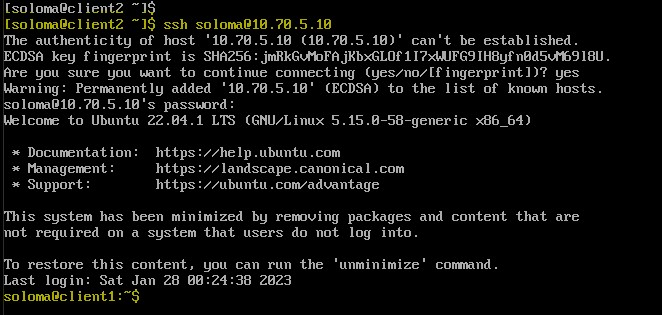 [soloma@client2 ~]$
[soloma@client2 ~]$ ssh soloma@10.70.5.10
The authenticity of host '10.70.5.10 (10.70.5.10)' can't be established.
ECDSA key fingerprint is SHA256:jmRkGvMoFAjKbxGLOf1I7xWUFG9IH8yfn0d5vM69l8U.
Are you sure you want to continue connecting (yes/no/[fingerprint])? yes
Warning: Permanently added '10.70.5.10' (ECDSA) to the list of known hosts.
soloma@10.70.5.10's password:
Welcome to Ubuntu 22.04.1 LTS (GNU/Linux 5.15.0-58-generic x86_64)
* Documentation: https://help.ubuntu.com
* Management: https://landscape.canonical.com
* Support: https://ubuntu.com/advantage
This system has been minimized by removing packages and content that are
not required on a system that users do not log into.
To restore this content, you can run the 'unminimize' command.
Last login: Sat Jan 28 00:24:38 2023
soloma@client1:~$